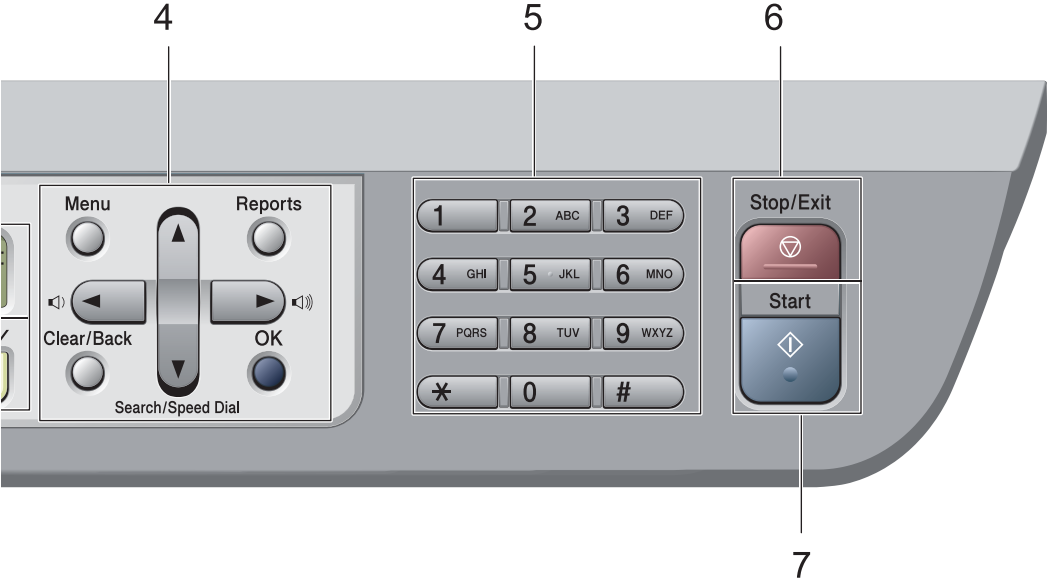 4 5 6
Menu Reports
Stop/Exit
1 2 ABC 3 DEF
4 GHI 5 JKL 6 MNO
Start
Clear/Back OK
7 PQRS 8 TUV 9 WXYZ
* 0 #
Search/Speed Dial
7